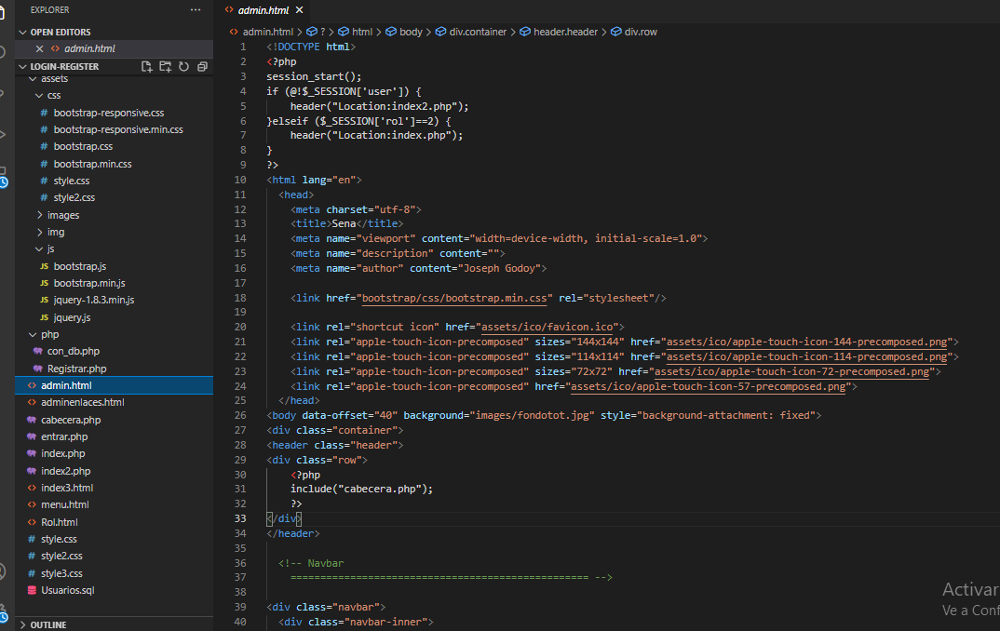 EXPLORER
···
OPEN EDITORS
admin.html
LOGIN-REGISTER
assets
css
# bootstrap-responsive.css
# bootstrap-responsive.min.css
# bootstrap.css
# bootstrap.min.css
# style.css
# style2.css
images
img
js
JS bootstrap.js
JS bootstrap.min.js
JS jquery-1.8.3.min.js
JS jquery.js
php
con_db.php
Registrar.php
admin.html
adminenlaces.html
cabecera.php
entrar.php
index.php
index2.php
index3.html
menu.html
Rol.html
# style.css
# style2.css
# style3.css
Usuarios.sql
OUTLINE
admin.html
admin.html > ? > html > body > div.container > header.header > div.row
1 <!DOCTYPE html>
2 <?php
3 session_start();
4 if (@!$_SESSION['user']) {
5 header("Location:index2.php");
6 }elseif ($_SESSION['rol']==2) {
7 header("Location:index.php");
8 }
9 ?>
10 <html lang="en">
11 <head>
12 <meta charset="utf-8">
13 <title>Sena</title>
14 <meta name="viewport" content="width=device-width, initial-scale=1.0">
15 <meta name="description" content="">
16 <meta name="author" content="Joseph Godoy">
17
18 <link href="bootstrap/css/bootstrap.min.css" rel="stylesheet"/>
19
20 <link rel="shortcut icon" href="assets/ico/favicon.ico">
21 <link rel="apple-touch-icon-precomposed" sizes="144x144" href="assets/ico/apple-touch-icon-144-precomposed.png">
22 <link rel="apple-touch-icon-precomposed" sizes="114x114" href="assets/ico/apple-touch-icon-114-precomposed.png">
23 <link rel="apple-touch-icon-precomposed" sizes="72x72" href="assets/ico/apple-touch-icon-72-precomposed.png">
24 <link rel="apple-touch-icon-precomposed" href="assets/ico/apple-touch-icon-57-precomposed.png">
25 </head>
26 <body data-offset="40" background="images/fondotot.jpg" style="background-attachment: fixed">
27 <div class="container">
28 <header class="header">
29 <div class="row">
30 <?php
31 include("cabecera.php");
32 ?>
33 </div>
34 </header>
35
36 <!-- Navbar
37 ================================================== -->
38
39 <div class="navbar">
40 <div class="navbar-inner">
Activar
Ve a Conf